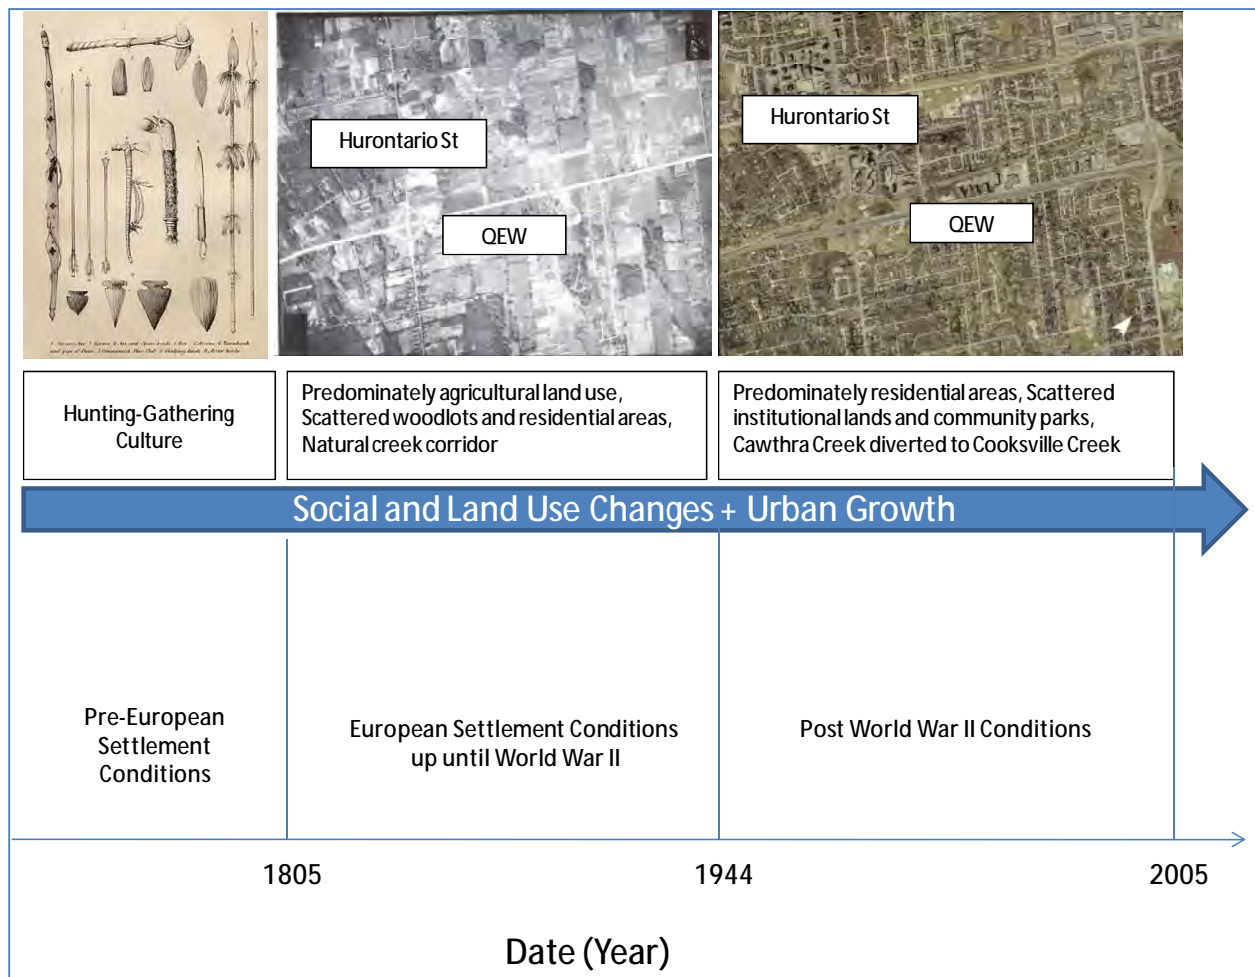 Hurontario St
QEW
Hurontario St
QEW
Hunting-Gathering
Culture
Predominately agricultural land use,
Scattered woodlots and residential areas,
Natural creek corridor
Predominately residential areas, Scattered
institutional lands and community parks,
Cawthra Creek diverted to Cooksville Creek
Social and Land Use Changes + Urban Growth
Pre-European
Settlement
Conditions
European Settlement Conditions
up until World War II
Post World War II Conditions
1805
1944
2005
Date (Year)